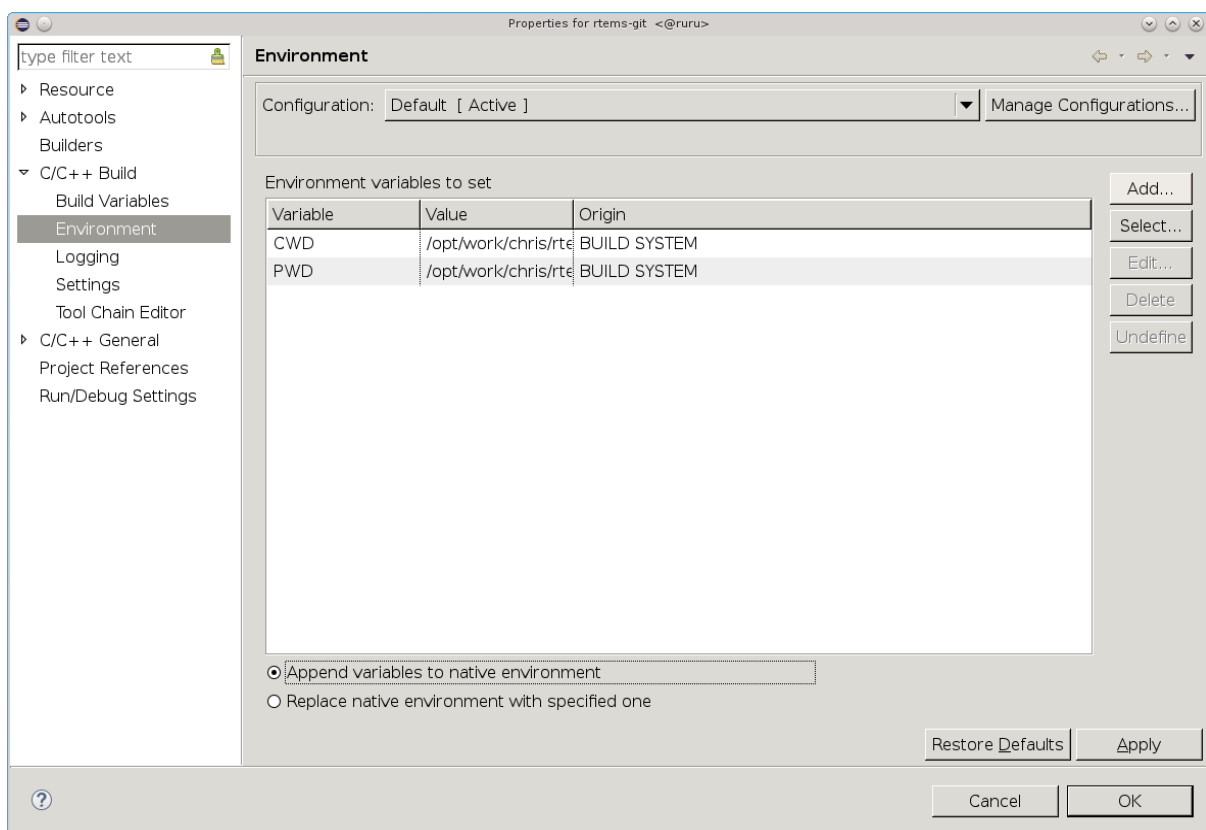 Properties for rtems-git <@ruru>
type filter text
Resource
Autotools
Builders
C/C++ Build
Build Variables
Environment
Logging
Settings
Tool Chain Editor
C/C++ General
Project References
Run/Debug Settings
Environment
Configuration: Default [ Active ] Manage Configurations...
Environment variables to set
Variable Value Origin
CWD /opt/work/chris/rte BUILD SYSTEM
PWD /opt/work/chris/rte BUILD SYSTEM
Add...
Select...
Edit...
Delete
Undefine
Append variables to native environment
Replace native environment with specified one
Restore Defaults Apply
? Cancel OK